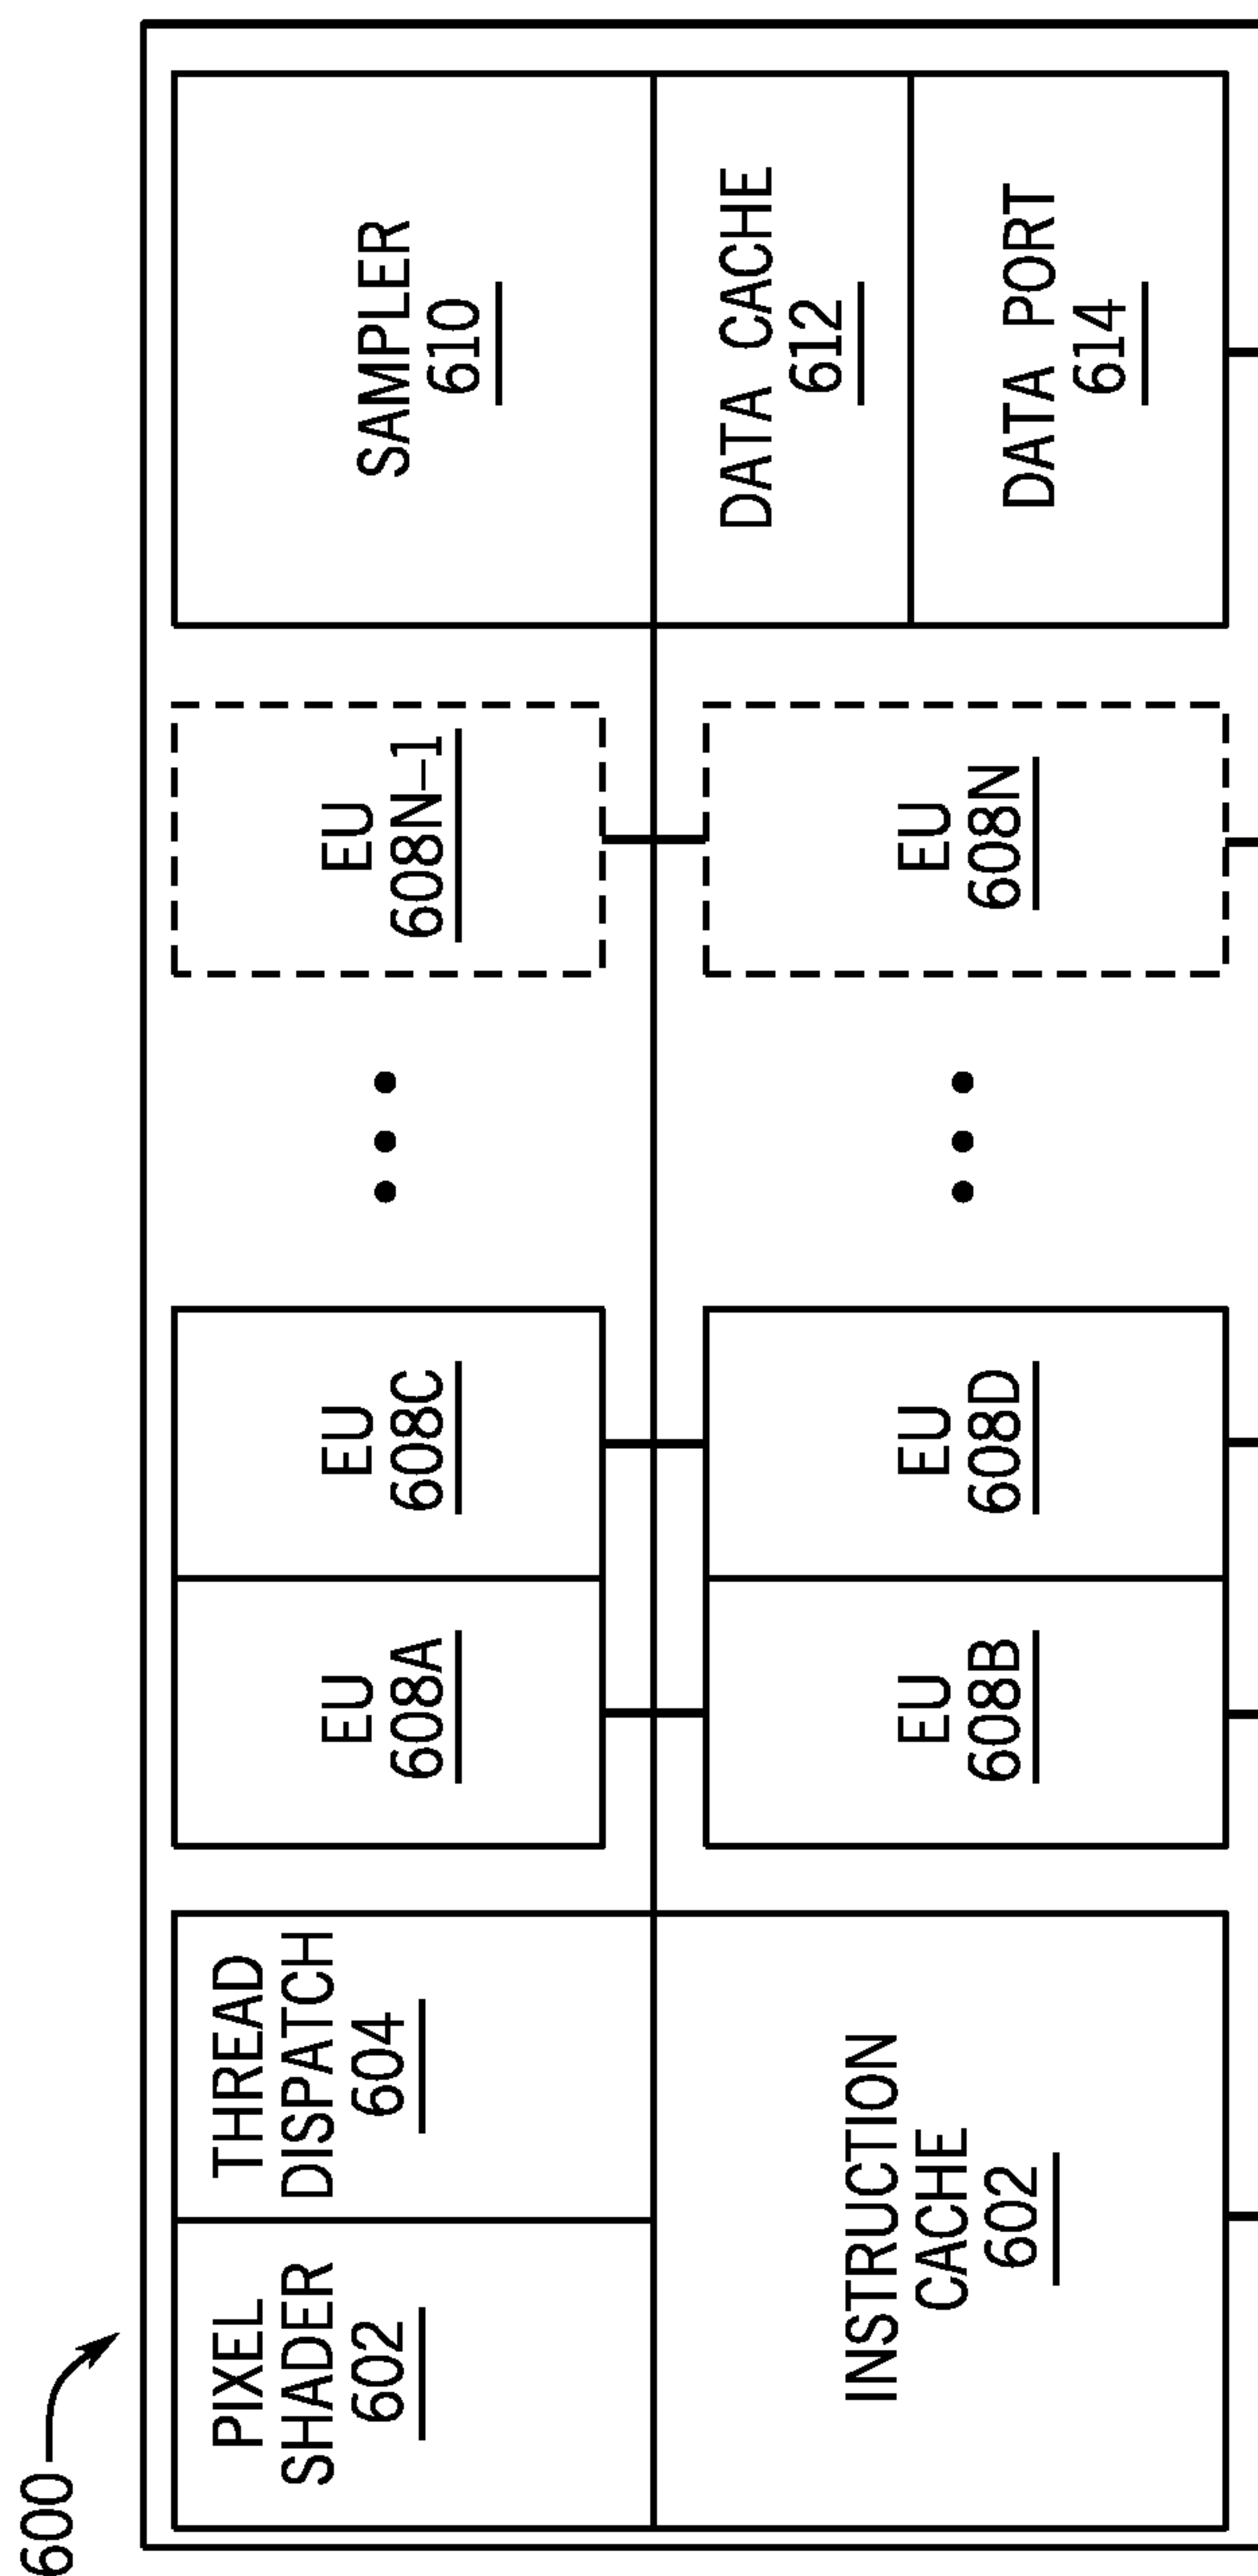 600
PIXEL
SHADER
602
THREAD
DISPATCH
604
EU
608A
EU
608C
EU
608N–1
SAMPLER
610
INSTRUCTION
CACHE
602
EU
608B
EU
608D
EU
608N
DATA CACHE
612
DATA PORT
614